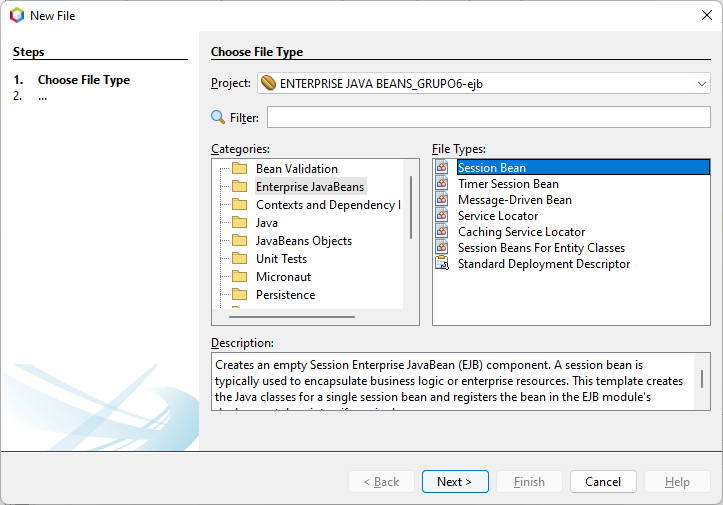 New File
Steps
1. Choose File Type
2. ...
Choose File Type
Project: ENTERPRISE JAVA BEANS_GRUPO6-ejb
Filter:
Categories:
Bean Validation
Enterprise JavaBeans
Contexts and Dependency I
Java
JavaBeans Objects
Unit Tests
Micronaut
Persistence
File Types:
Session Bean
Timer Session Bean
Message-Driven Bean
Service Locator
Caching Service Locator
Session Beans For Entity Classes
Standard Deployment Descriptor
Description:
Creates an empty Session Enterprise JavaBean (EJB) component. A session bean is
typically used to encapsulate business logic or enterprise resources. This template creates
the Java classes for a single session bean and registers the bean in the EJB module's
< Back
Next >
Finish
Cancel
Help